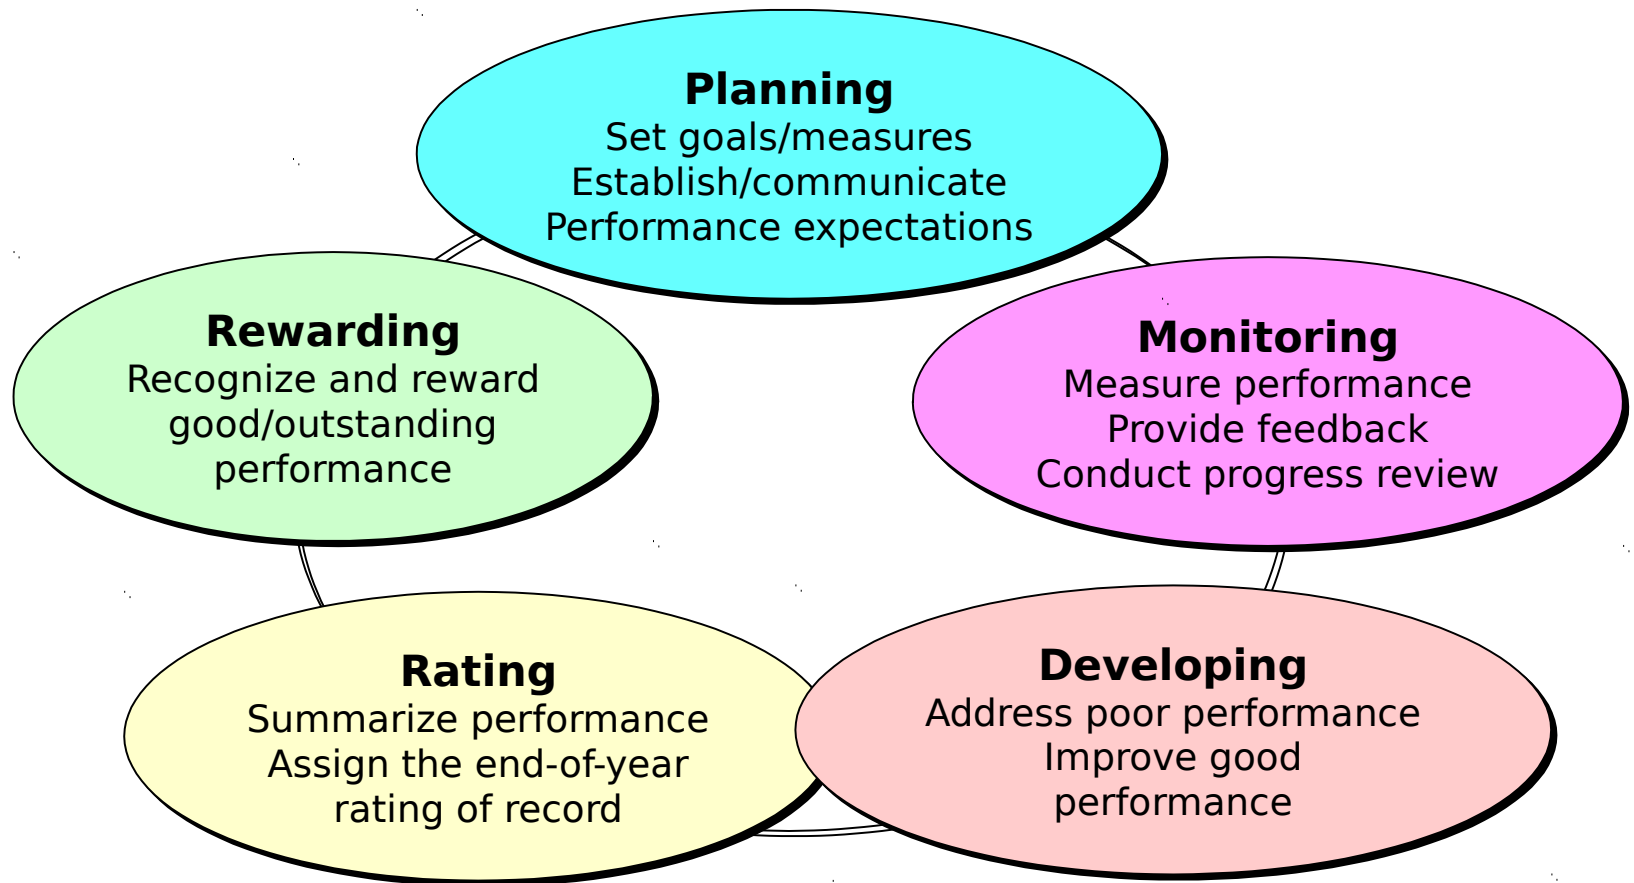 Planning
Set goals/measures
Establish/communicate
Performance expectations
Rewarding
Recognize and reward
good/outstanding
performance
Monitoring
Measure performance
Provide feedback
Conduct progress review
Rating
Summarize performance
Assign the end-of-year
rating of record
Developing
Address poor performance
Improve good
performance